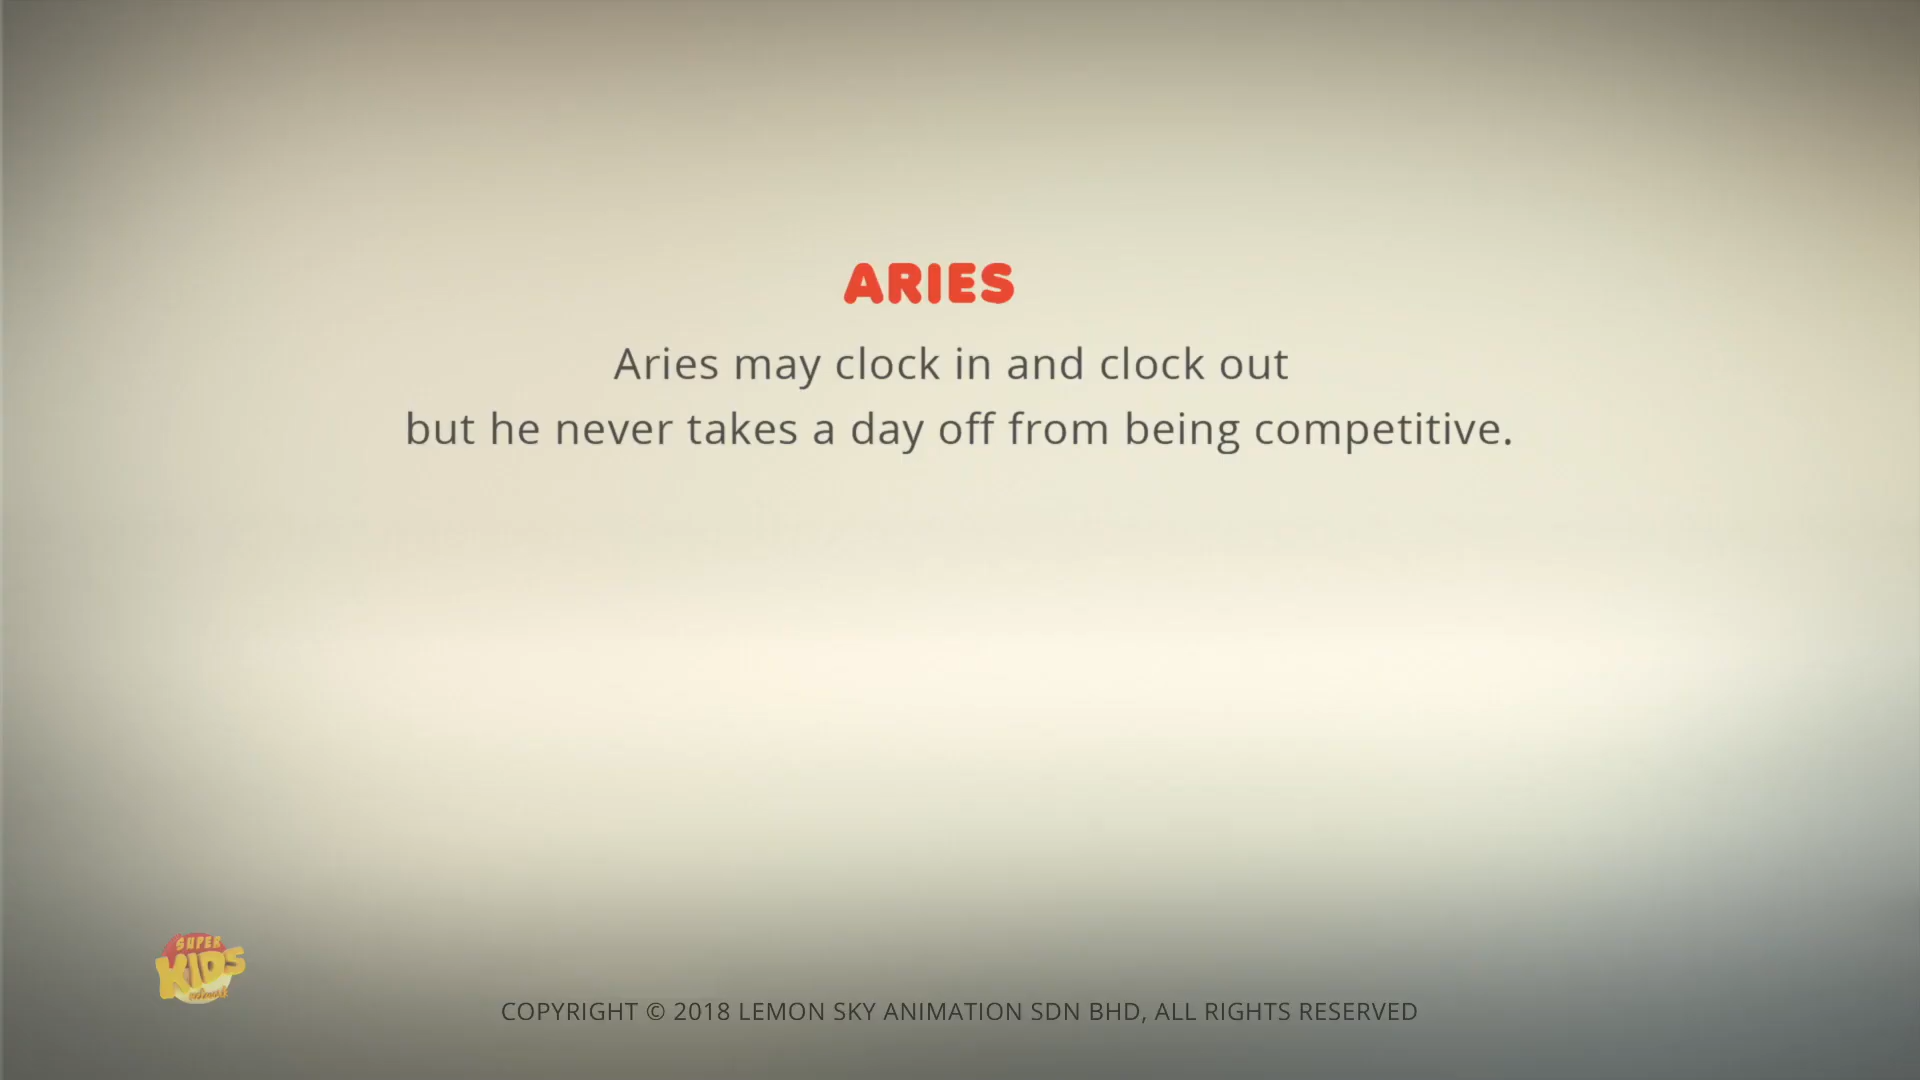 ARIES
Aries may clock in and clock out
but he never takes a day off from being competitive.
SUPER
KIDS
network
COPYRIGHT © 2018 LEMON SKY ANIMATION SDN BHD, ALL RIGHTS RESERVED